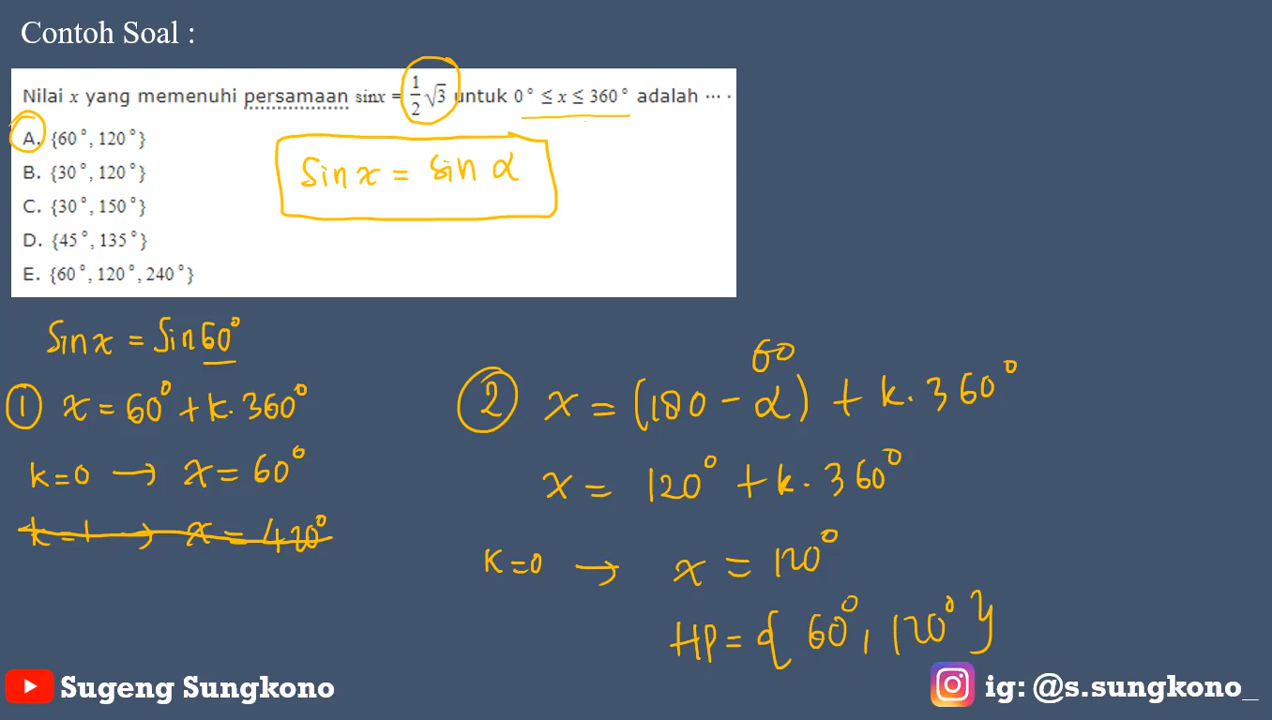 Contoh Soal :
Nilai x yang memenuhi persamaan sinx = 1/2 √3 untuk 0° ≤ x ≤ 360° adalah ... .
A. {60°, 120°}
B. {30°, 120°}
C. {30°, 150°}
D. {45°, 135°}
E. {60°, 120°, 240°}
Sin x = sin α
Sin x = Sin 60°
① x = 60° + k. 360°
k=0 → x = 60°
k=1 → x = 420°
60
② x = (180 - α) + k. 360°
x = 120° + k. 360°
k=0 → x = 120°
HP = { 60°, 120° }
Sugeng Sungkono
ig: @s.sungkono_